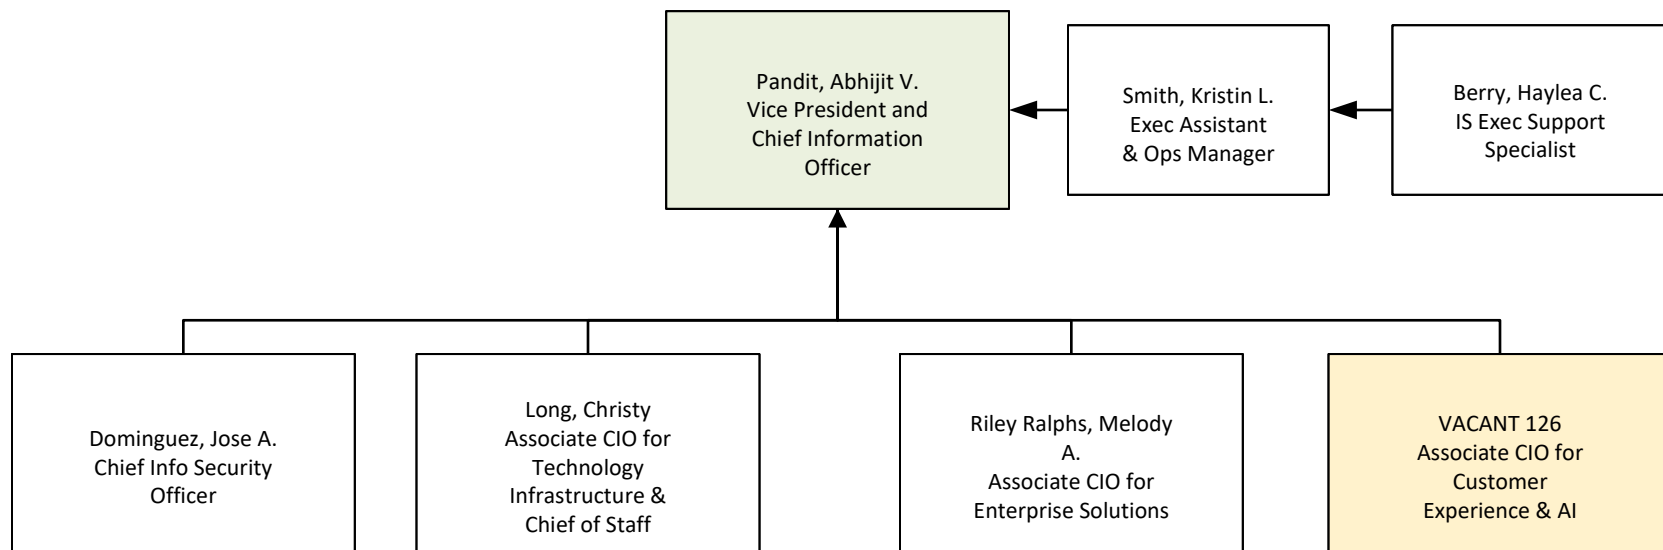 Pandit, Abhijit V.
Vice President and
Chief Information
Officer
Smith, Kristin L.
Exec Assistant
& Ops Manager
Berry, Haylea C.
IS Exec Support
Specialist
Dominguez, Jose A.
Chief Info Security
Officer
Long, Christy
Associate CIO for
Technology
Infrastructure &
Chief of Staff
Riley Ralphs, Melody
A.
Associate CIO for
Enterprise Solutions
VACANT 126
Associate CIO for
Customer
Experience & AI